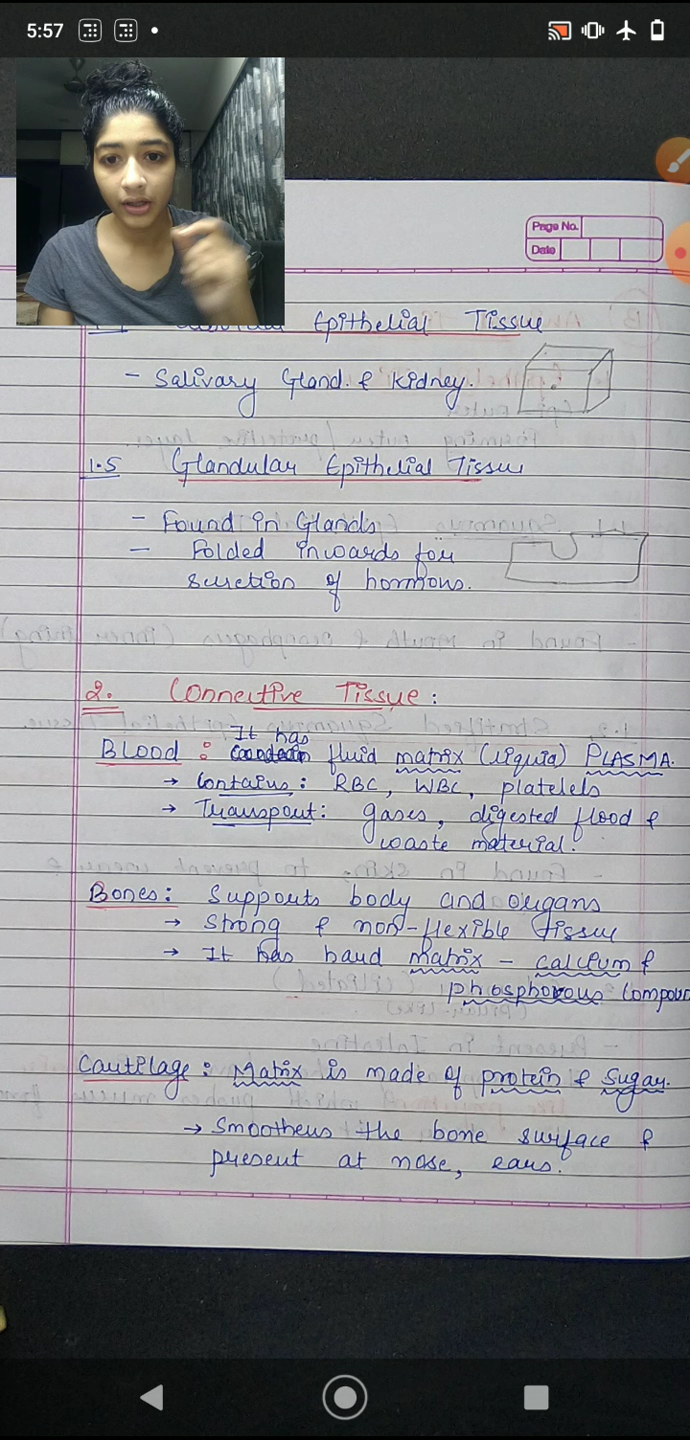 5:57
Page No.
Date
Epithelial Tissue
- Salivary Gland & Kidney.
1.5 Glandular Epithelial Tissue
- Found in Glands
- Folded inwards for
secretion of hormons.
2. Connective Tissue :
It has
Blood : fluid matrix (liquid) PLASMA.
→ Contains : RBC, WBC, platelets
→ Transport : gases, digested flood &
waste material.
Bones : Supports body and organs
→ Strong & non-flexible tissue
→ It has hard matrix - calcium &
phosphorous Compoun
Cartilage : Matrix is made of protein & Sugar.
→ Smoothens the bone surface &
present at nose, ears.